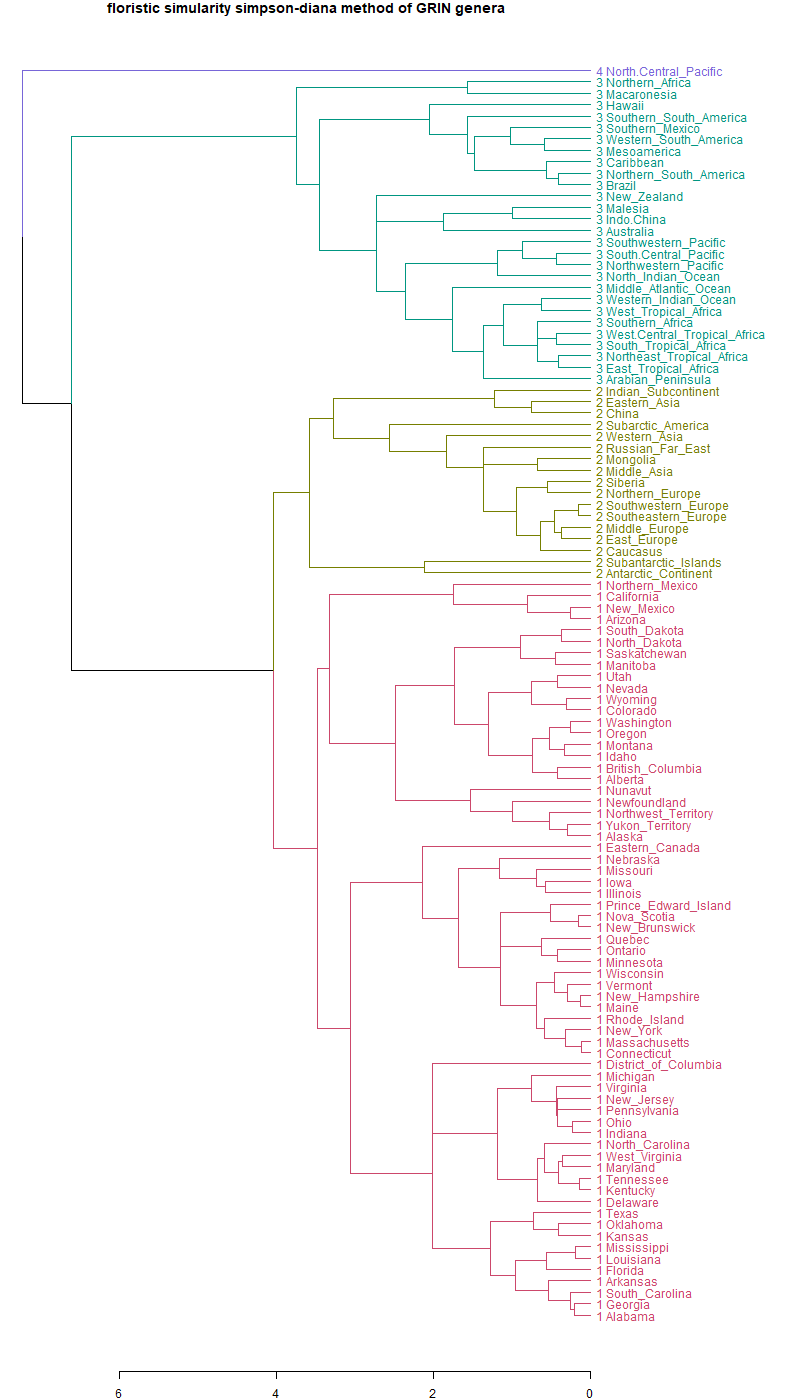 floristic simularity simpson-diana method of GRIN genera
4 North.Central_Pacific
3 Northern_Africa
3 Macaronesia
3 Hawaii
3 Southern_South_America
3 Southern_Mexico
3 Western_South_America
3 Mesoamerica
3 Caribbean
3 Northern_South_America
3 Brazil
3 New_Zealand
3 Malesia
3 Indo.China
3 Australia
3 Southwestern_Pacific
3 South.Central_Pacific
3 Northwestern_Pacific
3 North_Indian_Ocean
3 Middle_Atlantic_Ocean
3 Western_Indian_Ocean
3 West_Tropical_Africa
3 Southern_Africa
3 West.Central_Tropical_Africa
3 South_Tropical_Africa
3 Northeast_Tropical_Africa
3 East_Tropical_Africa
3 Arabian_Peninsula
2 Indian_Subcontinent
2 Eastern_Asia
2 China
2 Subarctic_America
2 Western_Asia
2 Russian_Far_East
2 Mongolia
2 Middle_Asia
2 Siberia
2 Northern_Europe
2 Southwestern_Europe
2 Southeastern_Europe
2 Middle_Europe
2 East_Europe
2 Caucasus
2 Subantarctic_Islands
2 Antarctic_Continent
1 Northern_Mexico
1 California
1 New_Mexico
1 Arizona
1 South_Dakota
1 North_Dakota
1 Saskatchewan
1 Manitoba
1 Utah
1 Nevada
1 Wyoming
1 Colorado
1 Washington
1 Oregon
1 Montana
1 Idaho
1 British_Columbia
1 Alberta
1 Nunavut
1 Newfoundland
1 Northwest_Territory
1 Yukon_Territory
1 Alaska
1 Eastern_Canada
1 Nebraska
1 Missouri
1 Iowa
1 Illinois
1 Prince_Edward_Island
1 Nova_Scotia
1 New_Brunswick
1 Quebec
1 Ontario
1 Minnesota
1 Wisconsin
1 Vermont
1 New_Hampshire
1 Maine
1 Rhode_Island
1 New_York
1 Massachusetts
1 Connecticut
1 District_of_Columbia
1 Michigan
1 Virginia
1 New_Jersey
1 Pennsylvania
1 Ohio
1 Indiana
1 North_Carolina
1 West_Virginia
1 Maryland
1 Tennessee
1 Kentucky
1 Delaware
1 Texas
1 Oklahoma
1 Kansas
1 Mississippi
1 Louisiana
1 Florida
1 Arkansas
1 South_Carolina
1 Georgia
1 Alabama
6 4 2 0